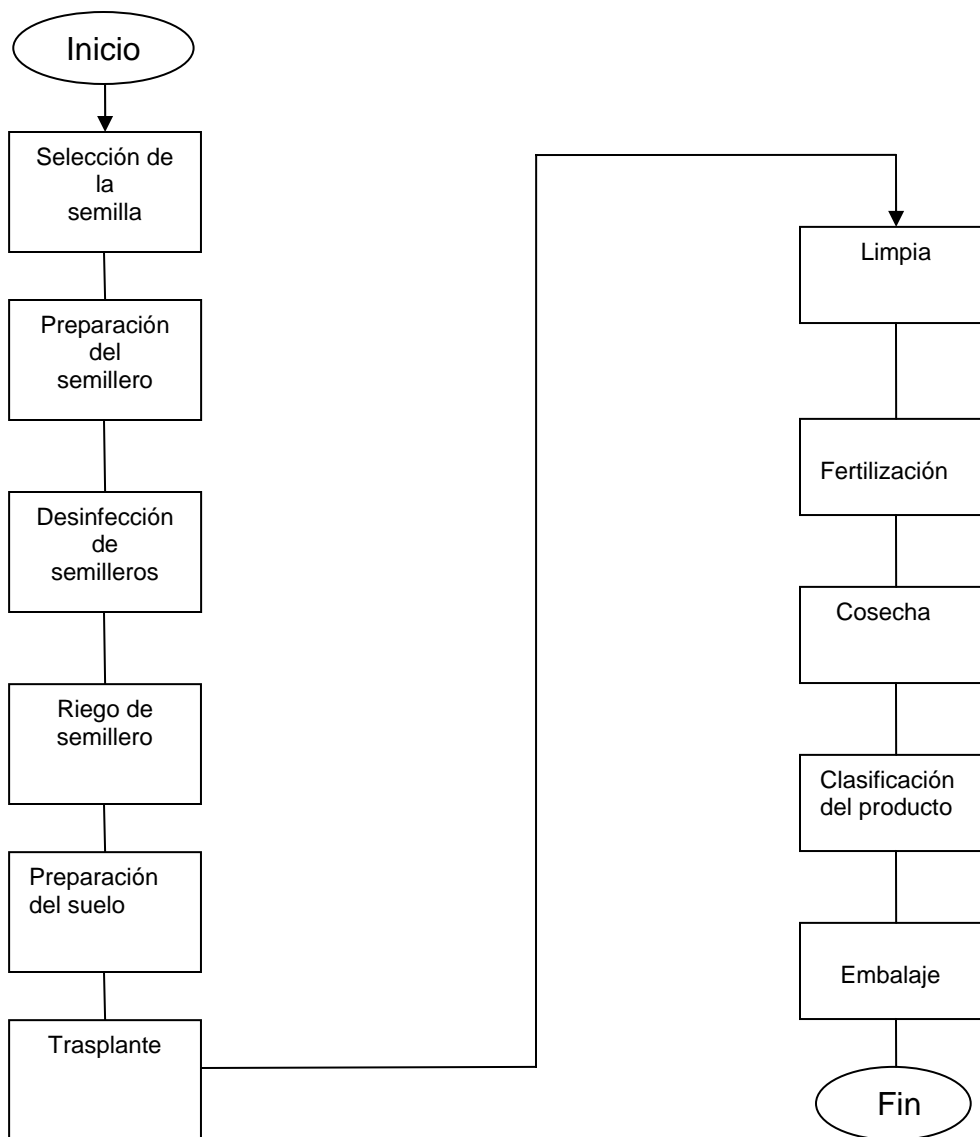 Inicio
Selección de
la
semilla
Preparación
del
semillero
Desinfección
de
semilleros
Riego de
semillero
Preparación
del suelo
Trasplante
Limpia
Fertilización
Cosecha
Clasificación
del producto
Embalaje
Fin